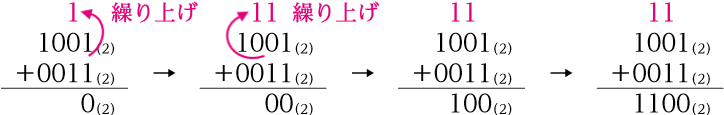 1 繰り上げ 11 繰り上げ 11 11
1001(2) 1001(2) 1001(2) 1001(2)
+0011(2) → +0011(2) → +0011(2) → +0011(2)
0(2) 00(2) 100(2) 1100(2)